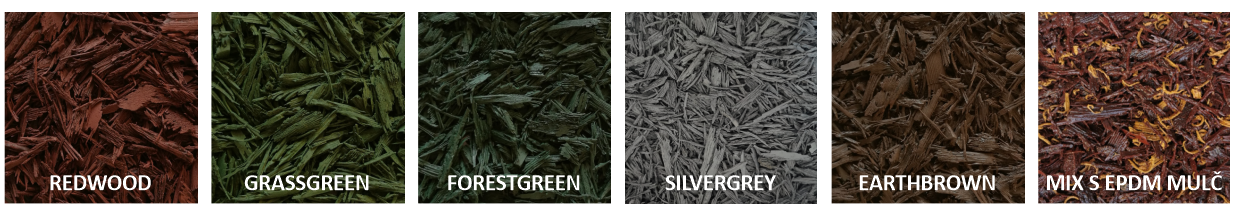 REDWOOD
GRASSGREEN
FORESTGREEN
SILVERGREY
EARTHBROWN
MIX S EPDM MULČ